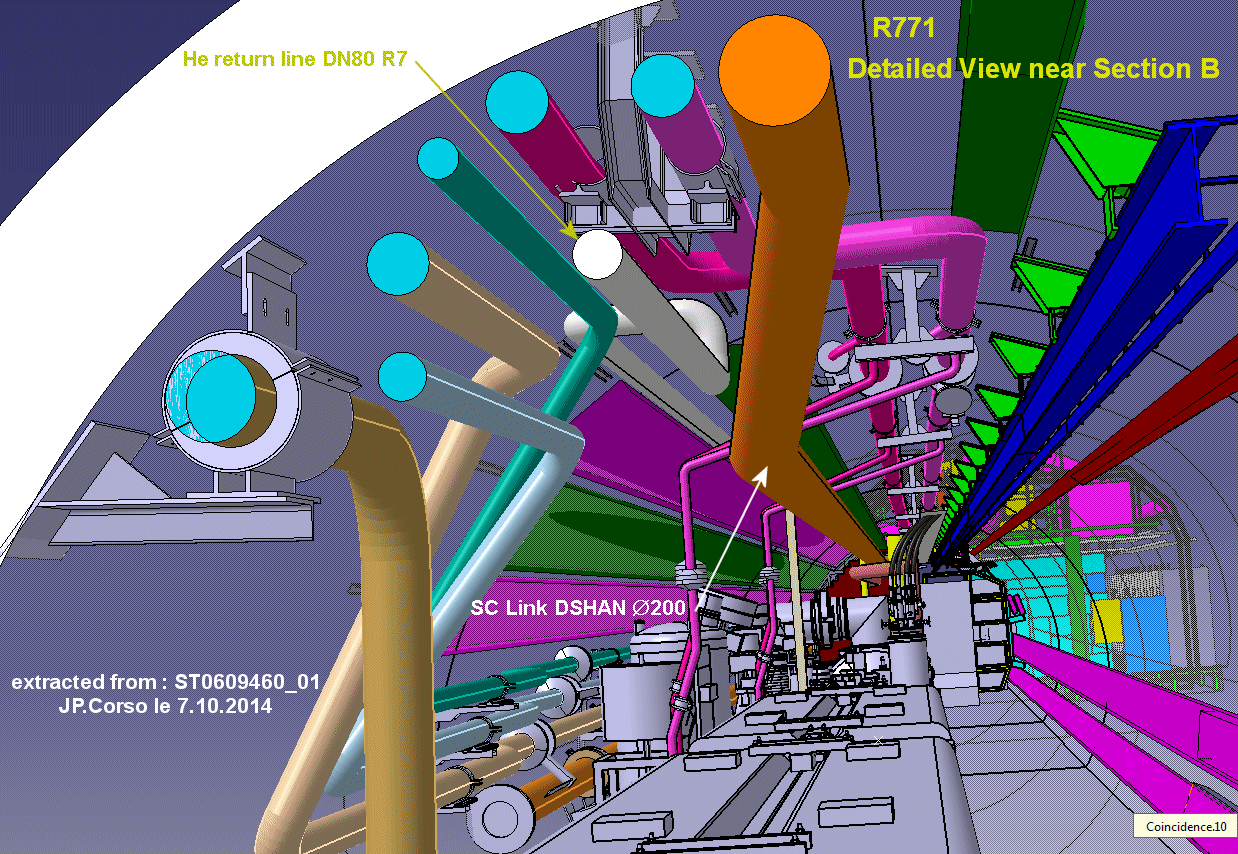 R771
He return line DN80 R7
Detailed View near Section B
SC Link DSHAN Ø200
extracted from : ST0609460_01
JP.Corso le 7.10.2014
Coincidence.10